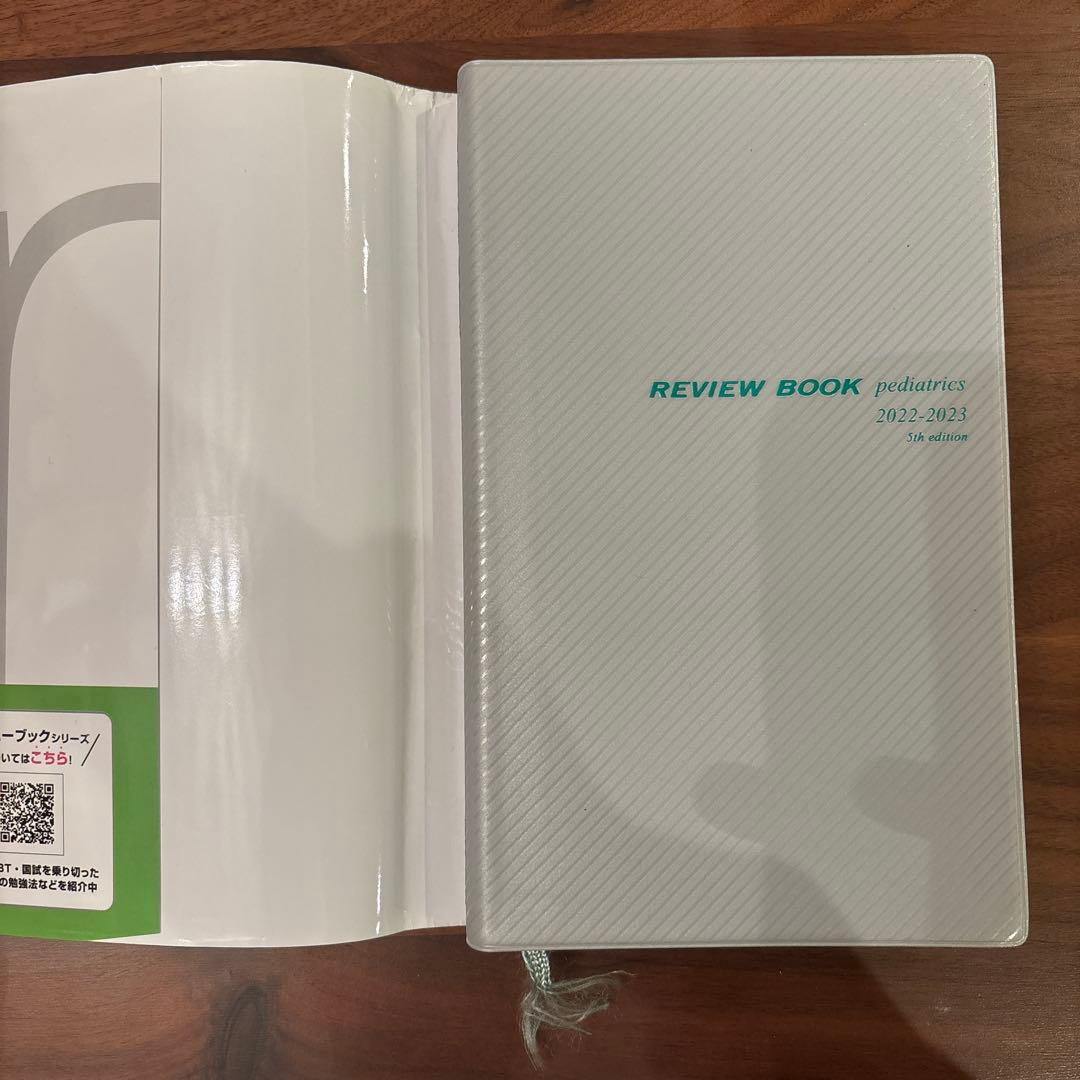 r
REVIEW BOOK pediatrics
2022-2023
5th edition
ーブックシリーズ
いてはこちら!
BT・国試を乗り切った
の勉強法などを紹介中